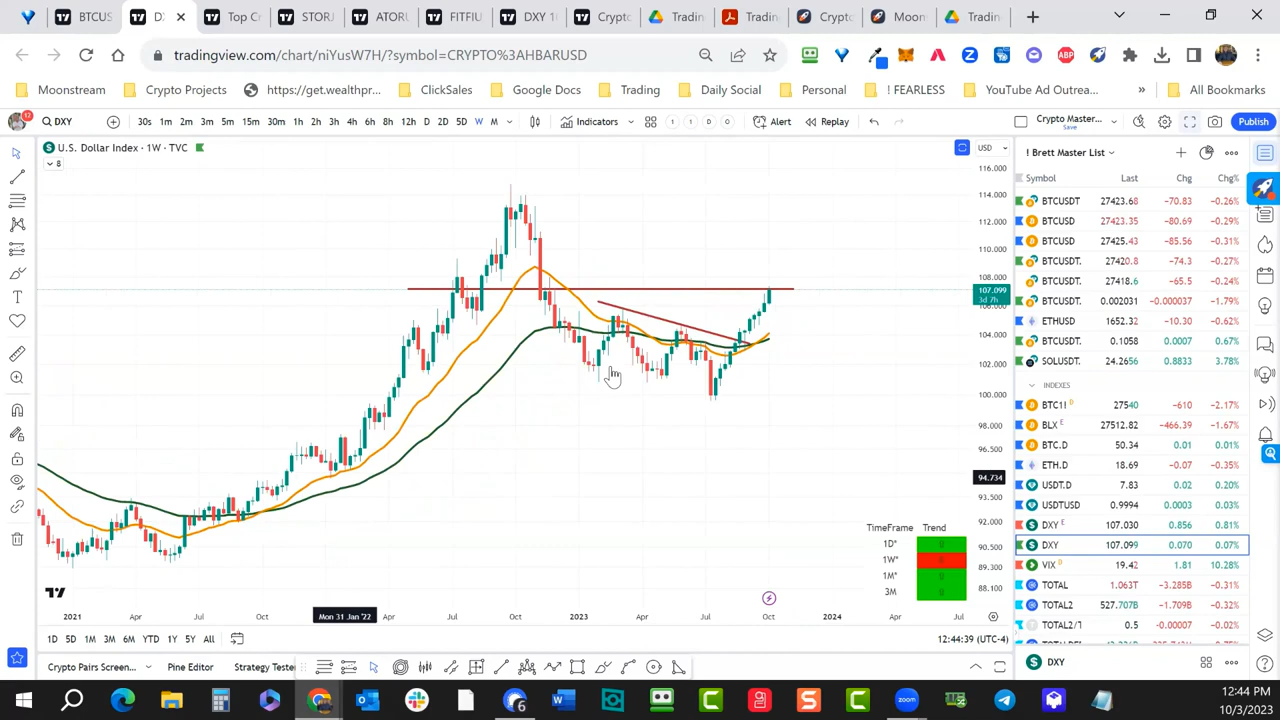 BTCUS
DX
Top Cr
STORJ
ATORU
FITFIU
DXY 10
Crypto
Tradin
Tradin
Crypto
Moon
Tradin
tradingview.com/chart/niYusW7H/?symbol=CRYPTO%3AHBARUSD
ABP
Moonstream
Crypto Projects
https://get.wealthpr...
ClickSales
Google Docs
Trading
Daily Social
Personal
! FEARLESS
YouTube Ad Outrea...
»
All Bookmarks
12
DXY
30s 1m 2m 3m 5m 15m 30m 1h 2h 3h 4h 6h 8h 12h D 2D 5D W M
Indicators
1 1 D D
Alert
Replay
Crypto Master...
Save
Publish
U.S. Dollar Index · 1W · TVC
8
USD
116.000
114.000
112.000
110.000
108.000
107.099
3d 7h
106.000
104.000
102.000
100.000
98.000
96.500
94.734
93.500
92.000
90.500
89.300
88.100
TimeFrame Trend
1D*
1W*
1M*
3M
2021 Apr Jul Oct Mon 31 Jan '22 Apr Jul Oct 2023 Apr Jul Oct 2024 Apr Jul
1D 5D 1M 3M 6M YTD 1Y 5Y All
12:44:39 (UTC-4)
Crypto Pairs Screen...
Pine Editor
Strategy Teste
! Brett Master List
Symbol Last Chg Chg%
BTCUSDT 27423.68 −70.83 −0.26%
BTCUSD 27423.35 −80.69 −0.29%
BTCUSD 27425.43 −85.56 −0.31%
BTCUSDT. 27420.8 −74.3 −0.27%
BTCUSDT. 27418.6 −65.5 −0.24%
BTCUSDT. 0.002031 −0.000037 −1.79%
ETHUSD 1652.32 −10.30 −0.62%
BTCUSDT. 0.1058 0.0007 0.67%
SOLUSDT. 24.2656 0.8833 3.78%
INDEXES
BTC1! D 27540 −610 −2.17%
BLX E 27512.82 −466.39 −1.67%
BTC.D 50.34 0.01 0.01%
ETH.D 18.69 −0.07 −0.35%
USDT.D 7.83 0.02 0.20%
USDTUSD 0.9994 0.0003 0.03%
DXY E 107.030 0.856 0.81%
DXY 107.099 0.070 0.07%
VIX D 19.42 1.81 10.28%
TOTAL 1.063T −3.285B −0.31%
TOTAL2 527.707B −1.709B −0.32%
TOTAL2/T 0.5 −0.00007 −0.02%
DXY
6
12:44 PM
10/3/2023